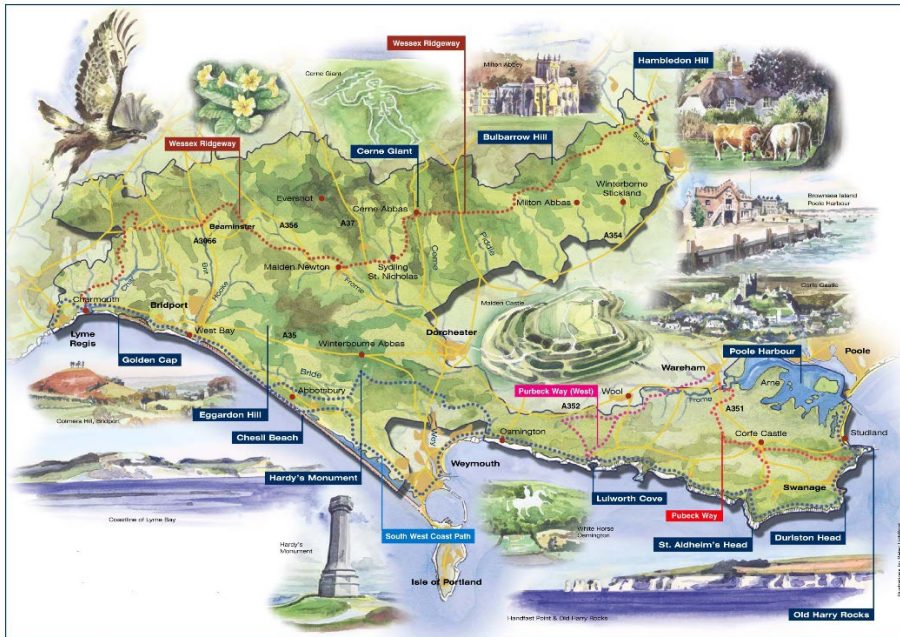 Wessex Ridgeway
Milton Abbey
Hambledon Hill
Cerne Giant
Wessex Ridgeway
Cerne Giant
Bulbarrow Hill
Stour
Evershot
Cerne Abbas
A37
A356
Milton Abbas
Winterborne
Stickland
Brownsea Island
Poole Harbour
Beaminster
A3066
A354
Maiden Newton
Sydling
St. Nicholas
Cerne
Piddle
Char
Brit
Hooke
Frome
Corfe Castle
Maiden Castle
Charmouth
Bridport
West Bay
Lyme
Regis
Golden Cap
A35
Dorchester
Winterbourne Abbas
Wareham
Poole Harbour
Poole
Bride
Abbotsbury
Purbeck Way (West)
Wool
Frome
Arne
A352
A351
Eggardon Hill
Colmers Hill, Bridport
Chesil Beach
Wey
Osmington
Corfe Castle
Studland
Weymouth
Hardy's Monument
Lulworth Cove
Swanage
Pubeck Way
Coastline of Lyme Bay
South West Coast Path
White Horse
Osmington
St. Aldhelm's Head
Durlston Head
Hardy's
Monument
Isle of Portland
Handfast Point & Old Harry Rocks
Old Harry Rocks